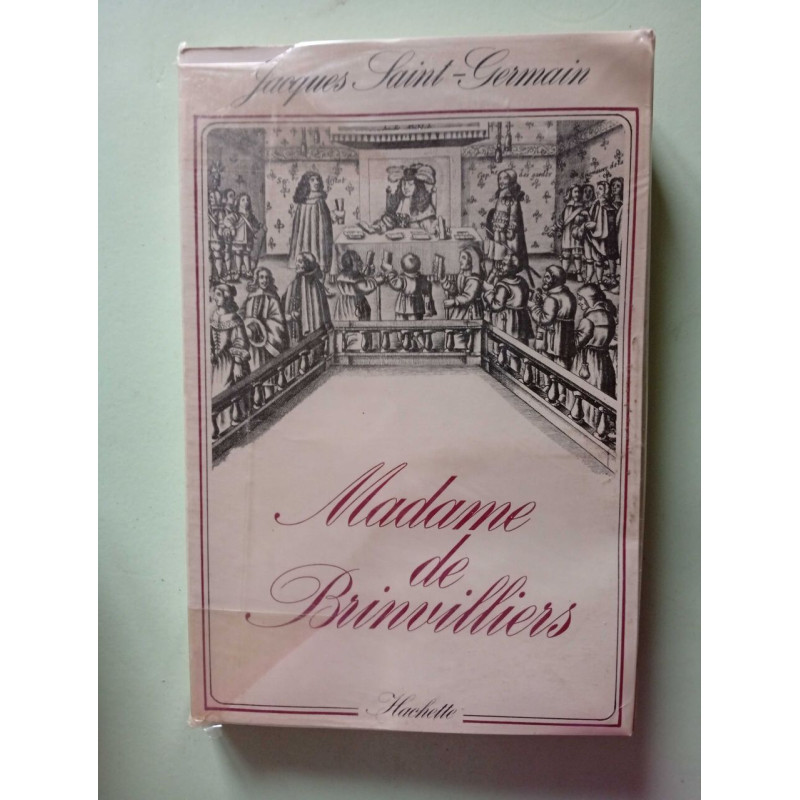 Jacques Saint-Germain
Madame
de
Brinvilliers
Hachette